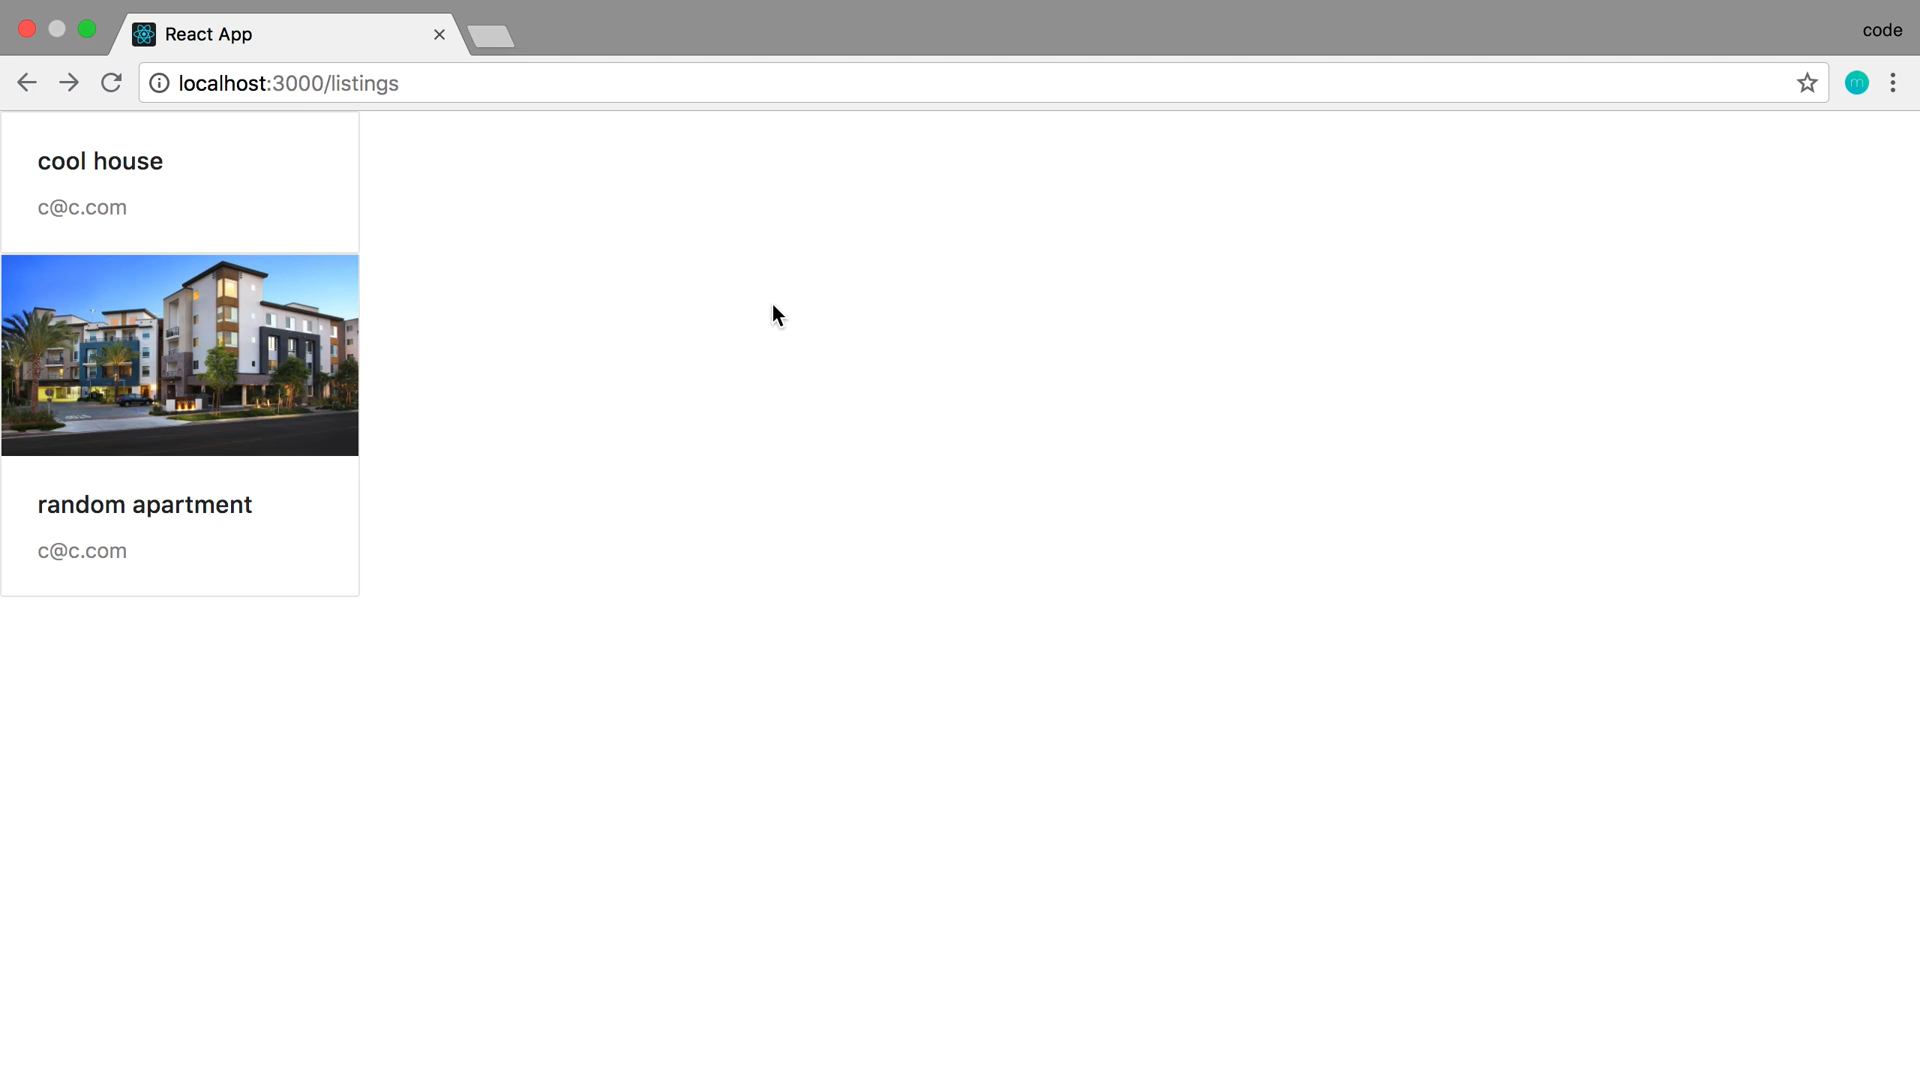 React App
code
localhost:3000/listings
m
cool house
c@c.com
random apartment
c@c.com